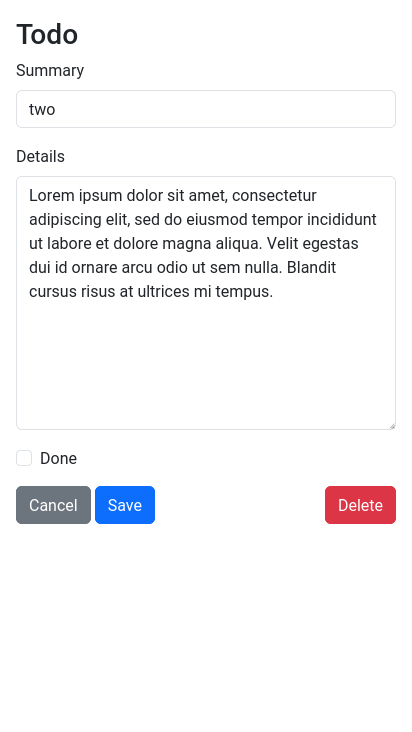 Todo
Summary
two
Details
Lorem ipsum dolor sit amet, consectetur
adipiscing elit, sed do eiusmod tempor incididunt
ut labore et dolore magna aliqua. Velit egestas
dui id ornare arcu odio ut sem nulla. Blandit
cursus risus at ultrices mi tempus.
Done
Cancel Save Delete